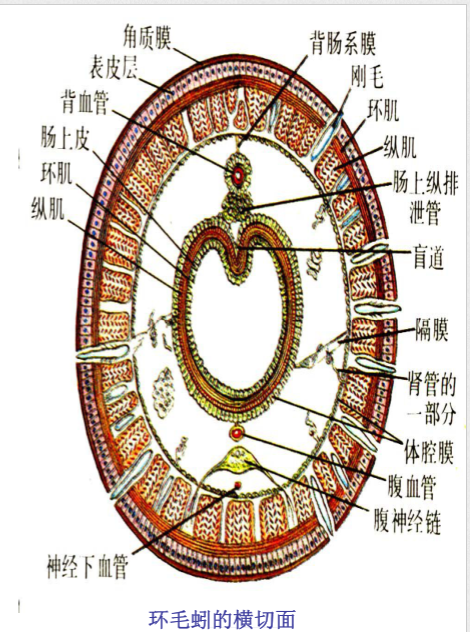 角质膜
表皮层
背血管
肠上皮
环肌
纵肌
背肠系膜
刚毛
环肌
纵肌
肠上纵排
泄管
盲道
隔膜
肾管的
一部分
体腔膜
腹血管
腹神经链
神经下血管
环毛蚓的横切面